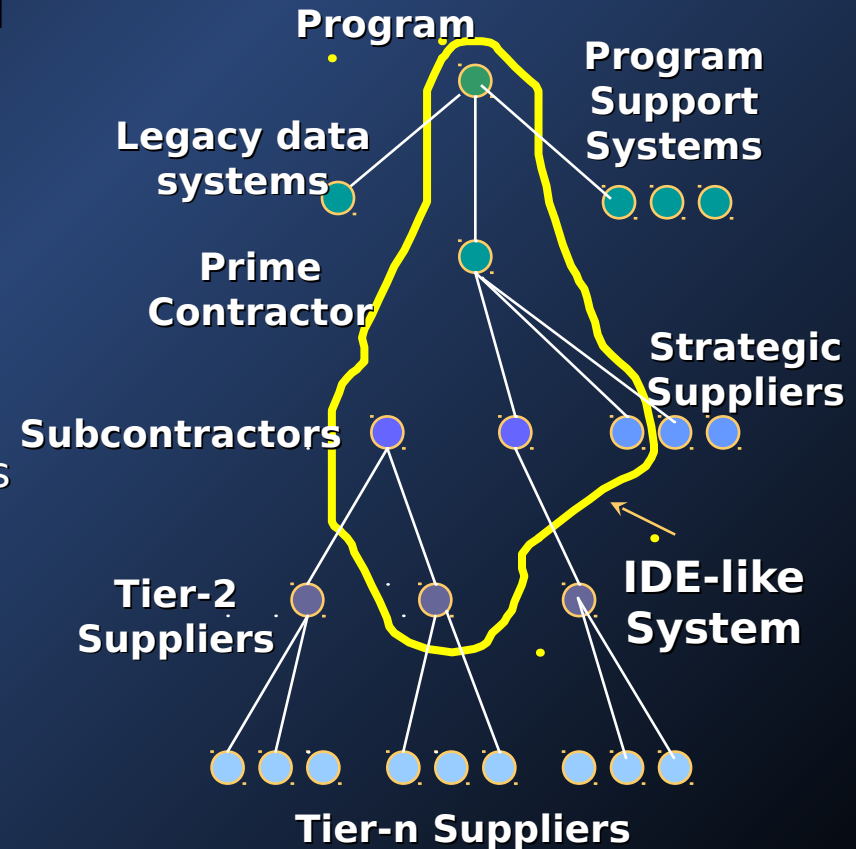 Program
Program
Support
Systems
Legacy data
systems
Prime
Contractor
Strategic
Suppliers
Subcontractors
s
IDE-like
System
Tier-2
Suppliers
Tier-n Suppliers